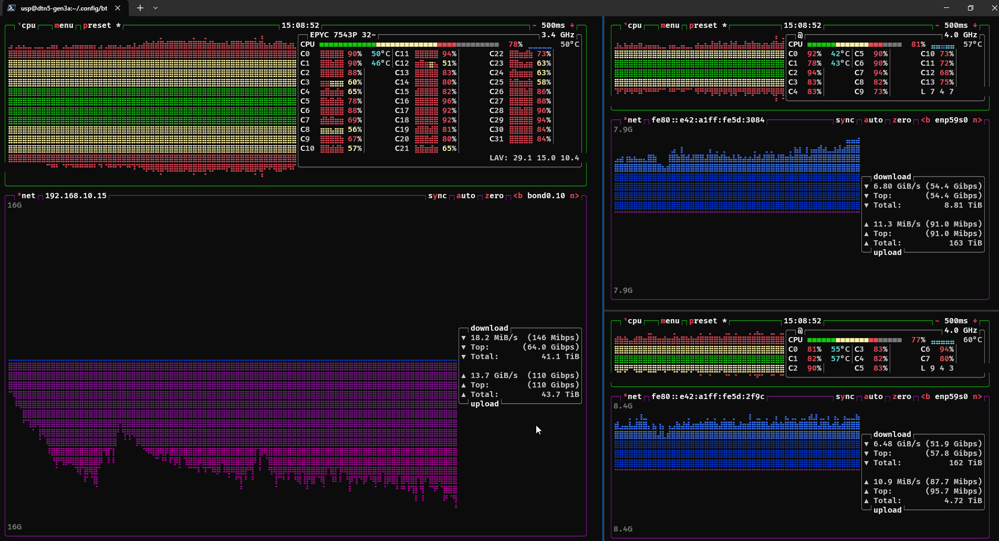 usp@dtn5-gen3a:~/.config/bt
¹cpu menu preset * 15:08:52 - 500ms +
EPYC 7543P 32- 3.4 GHz
CPU 78% 50°C
C0 90% 50°C C11 94% C22 73%
C1 90% 46°C C12 51% C23 63%
C2 88% C13 83% C24 63%
C3 60% C14 80% C25 58%
C4 65% C15 82% C26 86%
C5 78% C16 96% C27 88%
C6 88% C17 92% C28 96%
C7 69% C18 92% C29 94%
C8 56% C19 81% C30 84%
C9 67% C20 80% C31 84%
C10 57% C21 65%
LAV: 29.1 15.0 10.4
³net 192.168.10.15 sync auto zero <b bond0.10 n>
16G
download
▼ 18.2 MiB/s (146 Mibps)
▼ Top: (64.0 Gibps)
▼ Total: 41.1 TiB
▲ 13.7 GiB/s (110 Gibps)
▲ Top: (110 Gibps)
▲ Total: 43.7 TiB
upload
16G
¹cpu menu preset * 15:08:52 - 500ms +
@ 4.0 GHz
CPU 81% 57°C
C0 92% 42°C C5 90% C10 73%
C1 78% 43°C C6 90% C11 72%
C2 94% C7 94% C12 68%
C3 83% C8 82% C13 75%
C4 83% C9 73% L 7 4 7
³net fe80::e42:a1ff:fe5d:3084 sync auto zero <b enp59s0 n>
7.9G
download
▼ 6.80 GiB/s (54.4 Gibps)
▼ Top: (54.4 Gibps)
▼ Total: 8.81 TiB
▲ 11.3 MiB/s (91.0 Mibps)
▲ Top: (91.0 Mibps)
▲ Total: 163 TiB
upload
7.9G
¹cpu menu preset * 15:08:52 - 500ms +
@ 4.0 GHz
CPU 77% 60°C
C0 81% 55°C C3 83% C6 94%
C1 82% 57°C C4 82% C7 80%
C2 90% C5 83% L 9 4 3
³net fe80::e42:a1ff:fe5d:2f9c sync auto zero <b enp59s0 n>
8.4G
download
▼ 6.48 GiB/s (51.9 Gibps)
▼ Top: (57.8 Gibps)
▼ Total: 162 TiB
▲ 10.9 MiB/s (87.7 Mibps)
▲ Top: (95.7 Mibps)
▲ Total: 4.72 TiB
upload
8.4G